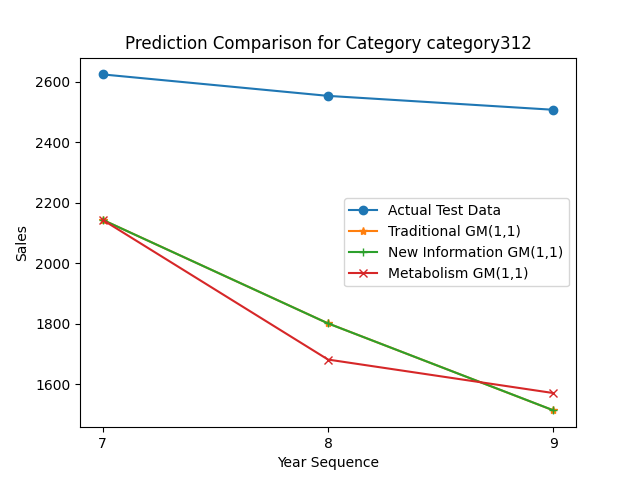 Prediction Comparison for Category category312
2600
2400
2200
2000
1800
1600
Sales
Actual Test Data
Traditional GM(1,1)
New Information GM(1,1)
Metabolism GM(1,1)
7
8
9
Year Sequence